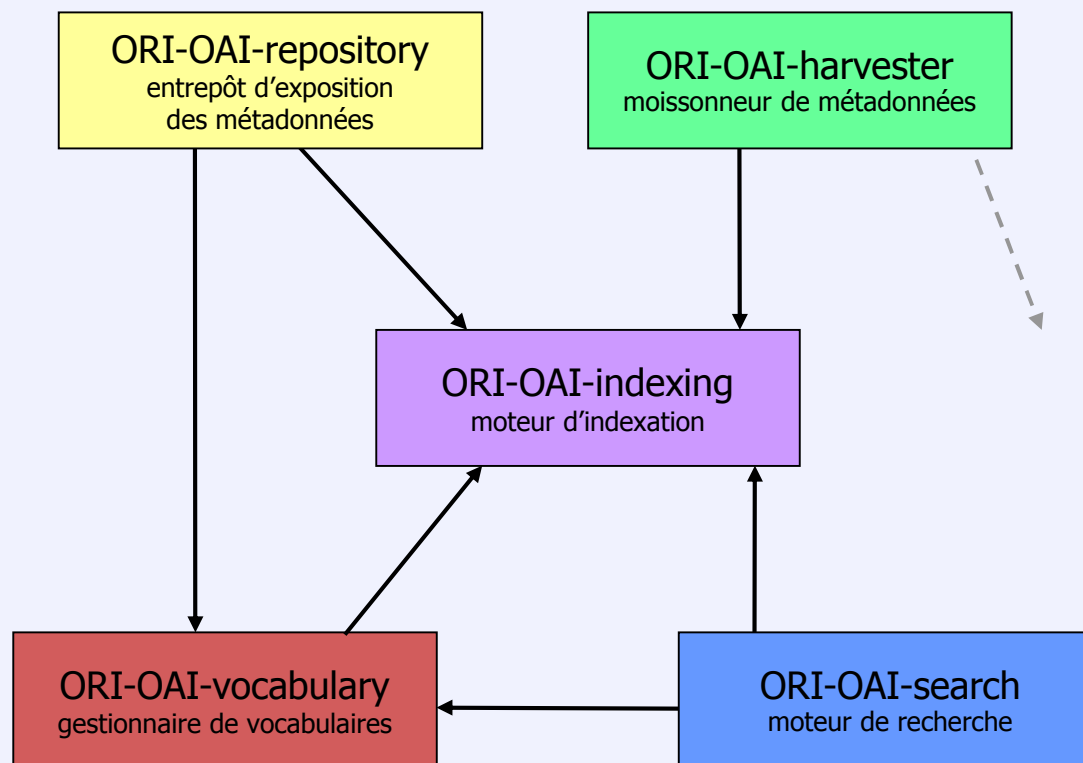 ORI-OAI-repository
entrepôt d’exposition
des métadonnées
ORI-OAI-harvester
moissonneur de métadonnées
ORI-OAI-indexing
moteur d’indexation
ORI-OAI-vocabulary
gestionnaire de vocabulaires
ORI-OAI-search
moteur de recherche